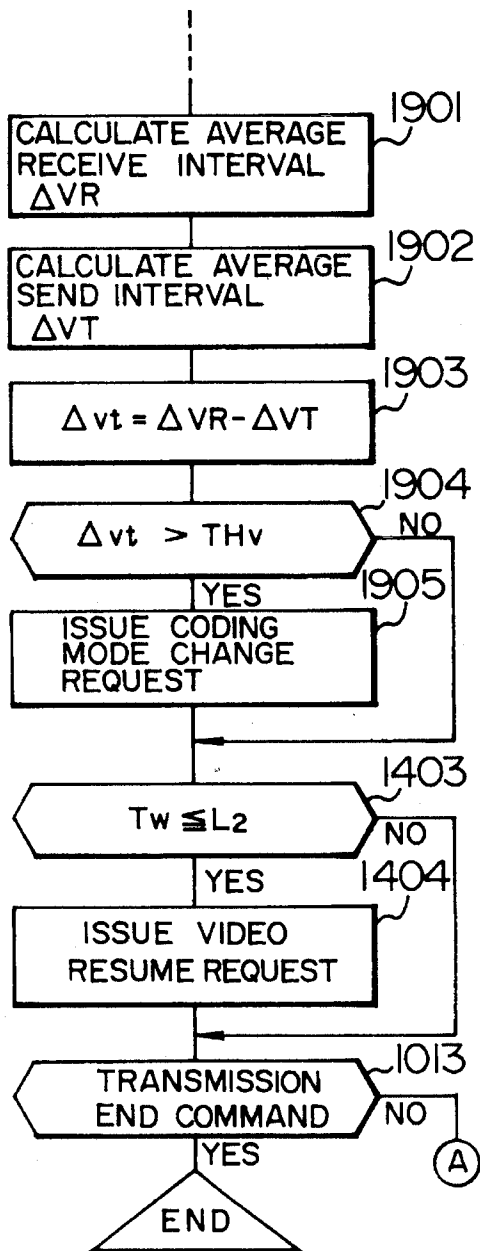 1901
CALCULATE AVERAGE
RECEIVE INTERVAL
ΔVR
1902
CALCULATE AVERAGE
SEND INTERVAL
ΔVT
1903
Δvt = ΔVR-ΔVT
1904
Δvt > THv
NO
YES
1905
ISSUE CODING
MODE CHANGE
REQUEST
1403
Tw ≦ L2
NO
YES
1404
ISSUE VIDEO
RESUME REQUEST
1013
TRANSMISSION
END COMMAND
NO
YES
A
END